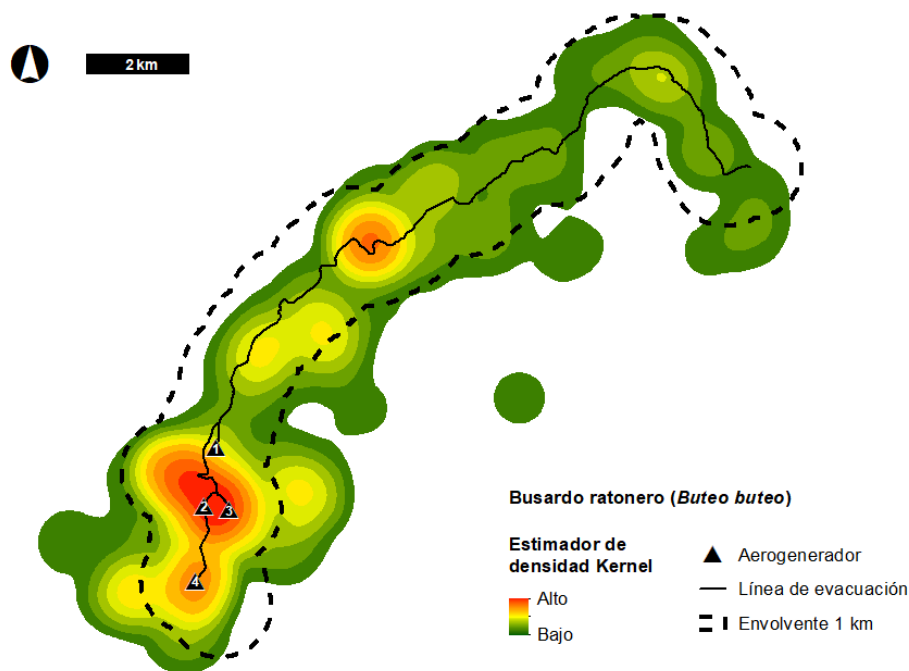 2 km
1
2
3
4
Busardo ratonero (Buteo buteo)
Estimador de
densidad Kernel
Alto
Bajo
Aerogenerador
Línea de evacuación
Envolvente 1 km